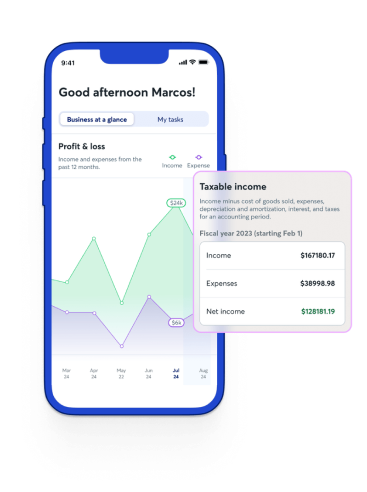 9:41
Good afternoon Marcos!
Business at a glance
My tasks
Profit & loss
Income and expenses from the
past 12 months.
Income
Expense
$24k
$6k
Mar
24
Apr
24
May
23
Jun
24
Jul
24
Aug
24
Taxable income
Income minus cost of goods sold, expenses,
depreciation and amortization, interest, and taxes
for an accounting period.
Fiscal year 2023 (starting Feb 1)
Income $167180.17
Expenses $38998.98
Net income $128181.19